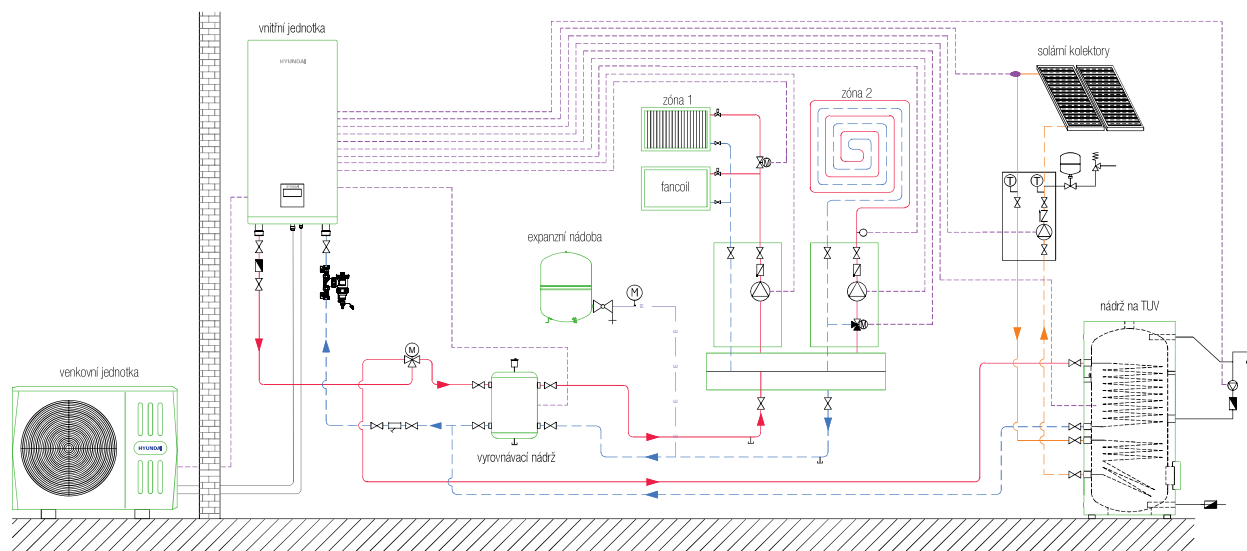 vnitřní jednotka
HYUNDAI
solární kolektory
zóna 1
zóna 2
fancoil
T
T
M
expanzní nádoba
M
M
nádrž na TUV
venkovní jednotka
HYUNDAI
vyrovnávací nádrž